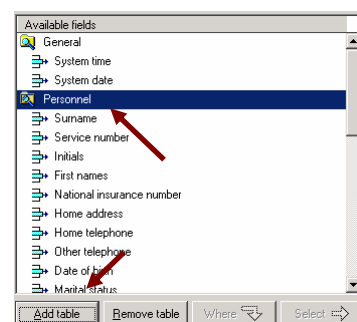 Available fields
General
System time
System date
Personnel
Surname
Service number
Initials
First names
National insurance number
Home address
Home telephone
Other telephone
Date of birth
Marital status
Add table Remove table Where Select